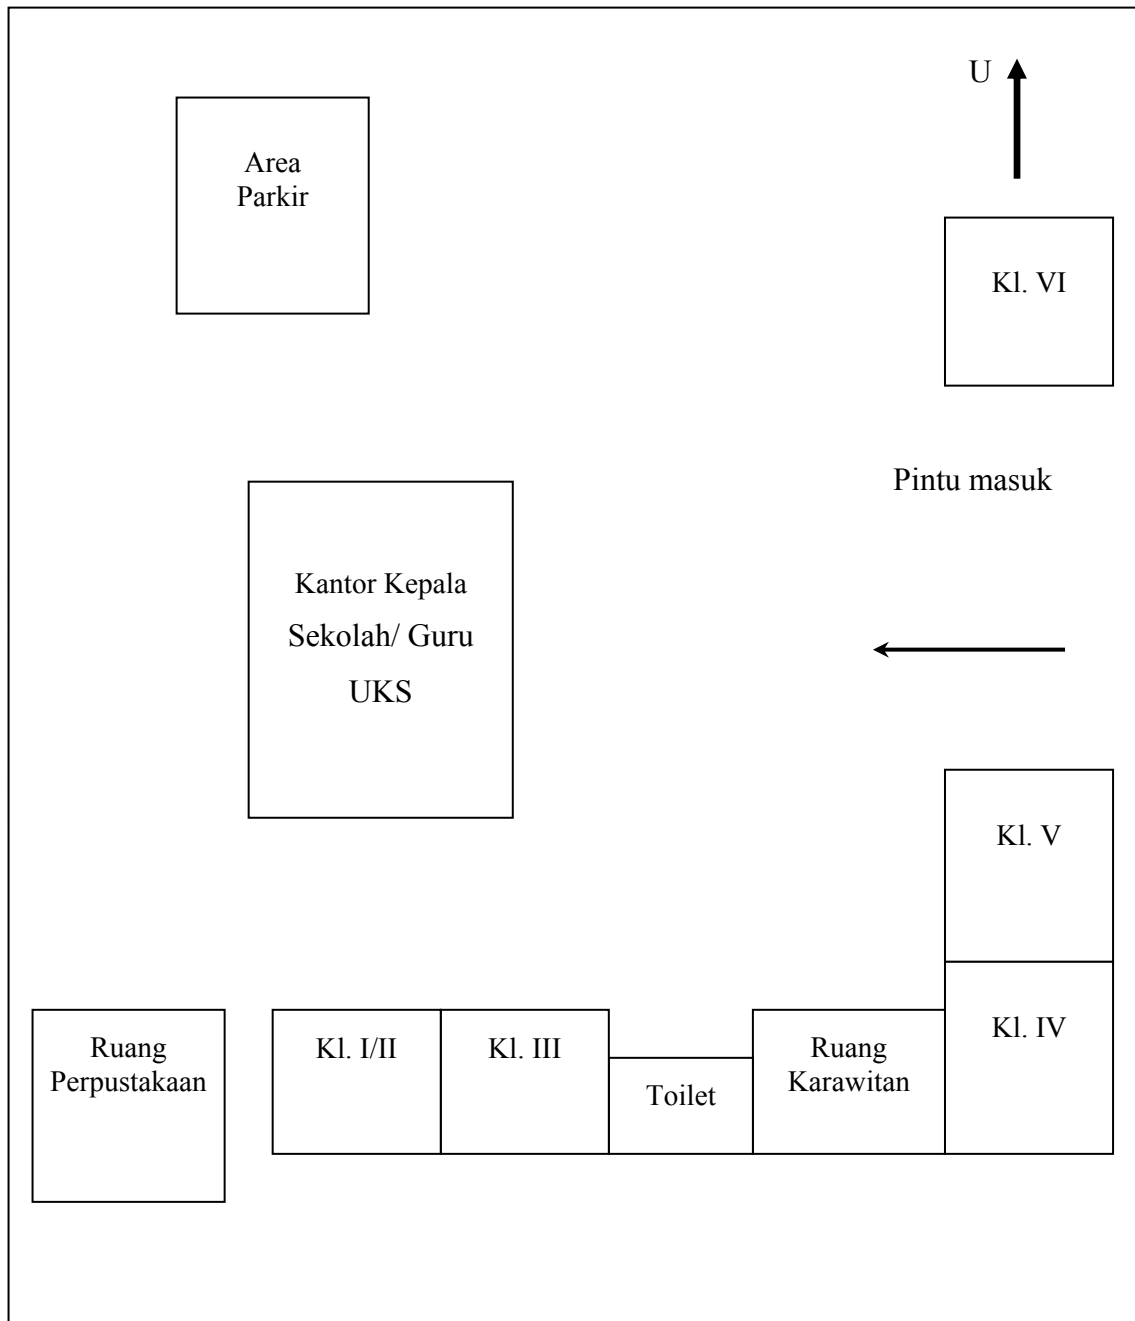 U
Area
Parkir
Kl. VI
Pintu masuk
Kantor Kepala
Sekolah/ Guru
UKS
Kl. V
Kl. IV
Ruang
Perpustakaan
Kl. I/II
Kl. III
Toilet
Ruang
Karawitan